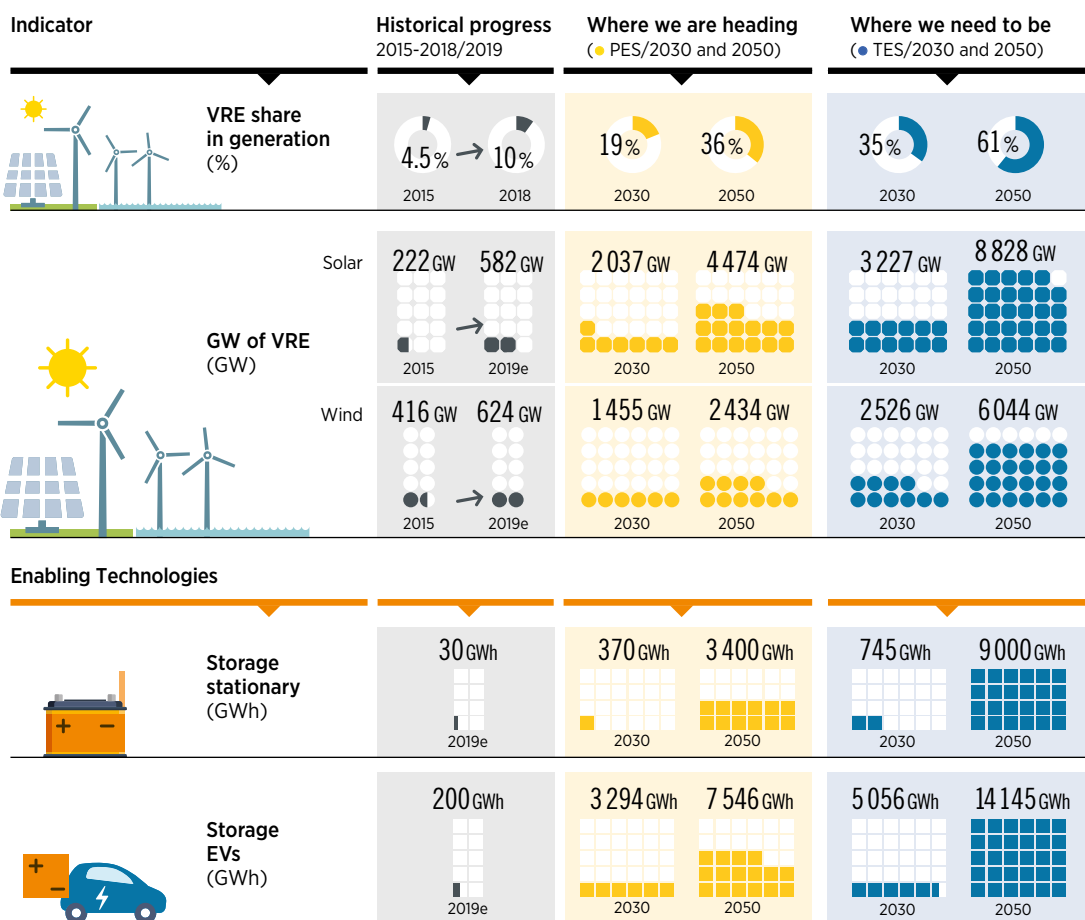 Indicator
Historical progress
2015-2018/2019
Where we are heading
(● PES/2030 and 2050)
Where we need to be
(● TES/2030 and 2050)
VRE share
in generation
(%)
4.5% → 10%
2015 2018
19% 36%
2030 2050
35% 61%
2030 2050
GW of VRE
(GW)
Solar
222 GW 582 GW
2015 2019e
2 037 GW 4 474 GW
2030 2050
3 227 GW 8 828 GW
2030 2050
Wind
416 GW 624 GW
2015 2019e
1 455 GW 2 434 GW
2030 2050
2 526 GW 6 044 GW
2030 2050
Enabling Technologies
Storage
stationary
(GWh)
30 GWh
2019e
370 GWh 3 400 GWh
2030 2050
745 GWh 9 000 GWh
2030 2050
Storage
EVs
(GWh)
200 GWh
2019e
3 294 GWh 7 546 GWh
2030 2050
5 056 GWh 14 145 GWh
2030 2050